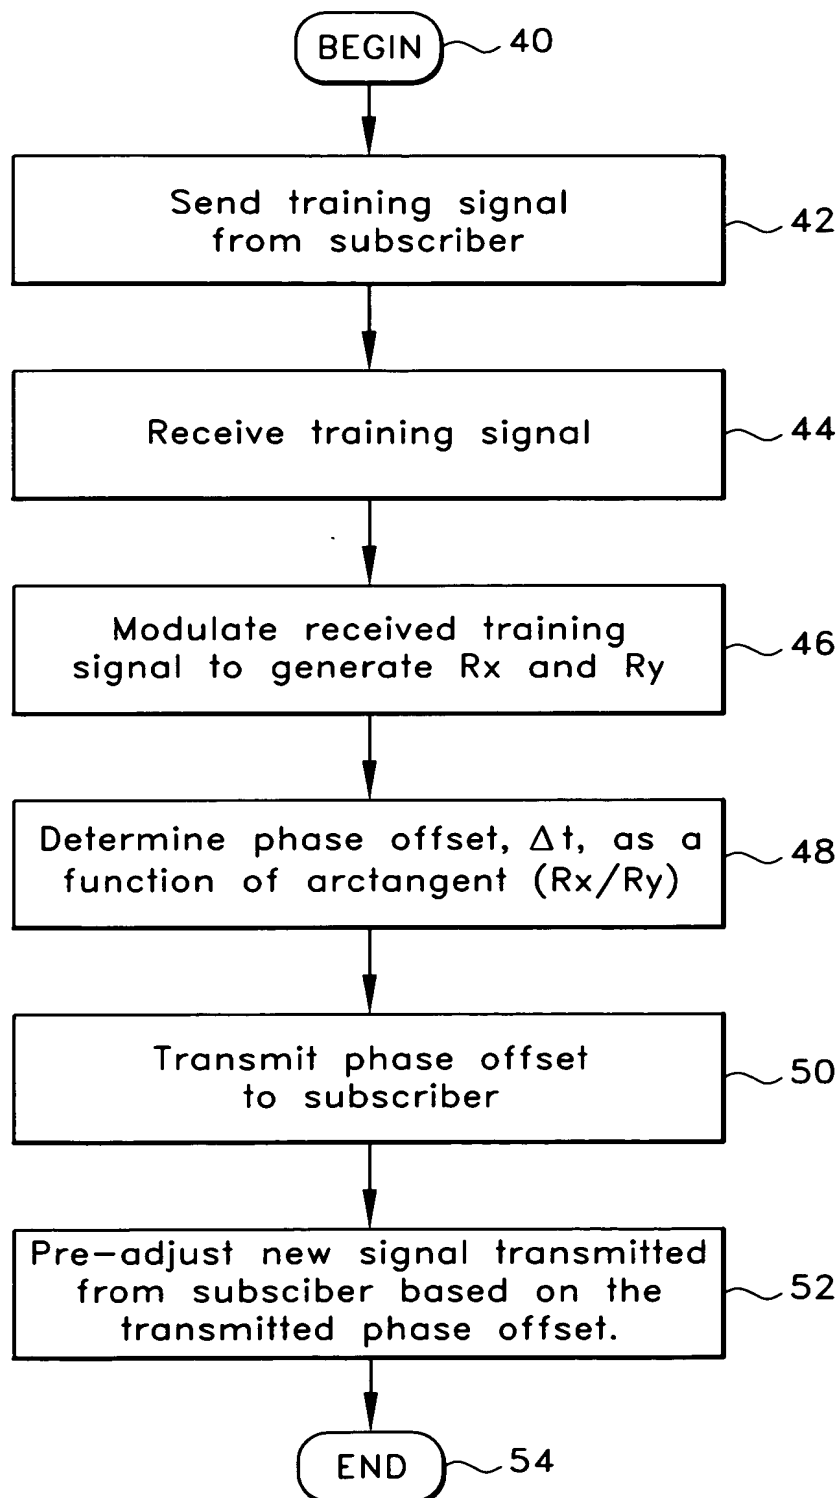 BEGIN
40
Send training signal
from subscriber
42
Receive training signal
44
Modulate received training
signal to generate Rx and Ry
46
Determine phase offset, Δt, as a
function of arctangent (Rx/Ry)
48
Transmit phase offset
to subscriber
50
Pre-adjust new signal transmitted
from subsciber based on the
transmitted phase offset.
52
END
54